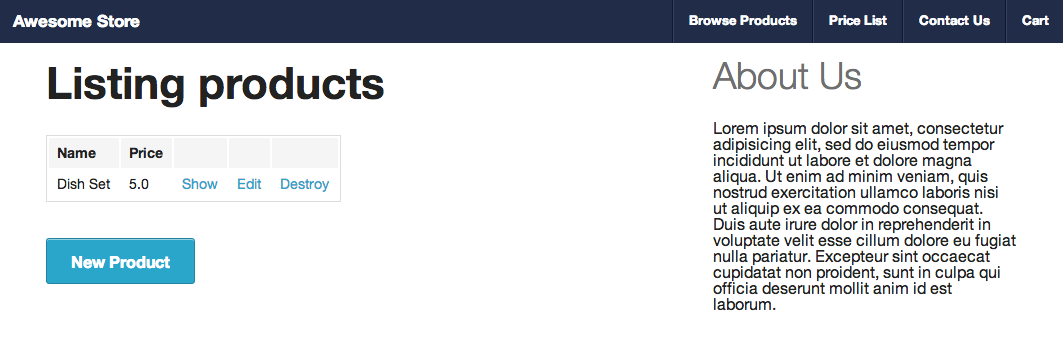 Awesome Store Browse Products Price List Contact Us Cart
Listing products
Name Price
Dish Set 5.0 Show Edit Destroy
New Product
About Us
Lorem ipsum dolor sit amet, consectetur
adipisicing elit, sed do eiusmod tempor
incididunt ut labore et dolore magna
aliqua. Ut enim ad minim veniam, quis
nostrud exercitation ullamco laboris nisi
ut aliquip ex ea commodo consequat.
Duis aute irure dolor in reprehenderit in
voluptate velit esse cillum dolore eu fugiat
nulla pariatur. Excepteur sint occaecat
cupidatat non proident, sunt in culpa qui
officia deserunt mollit anim id est
laborum.